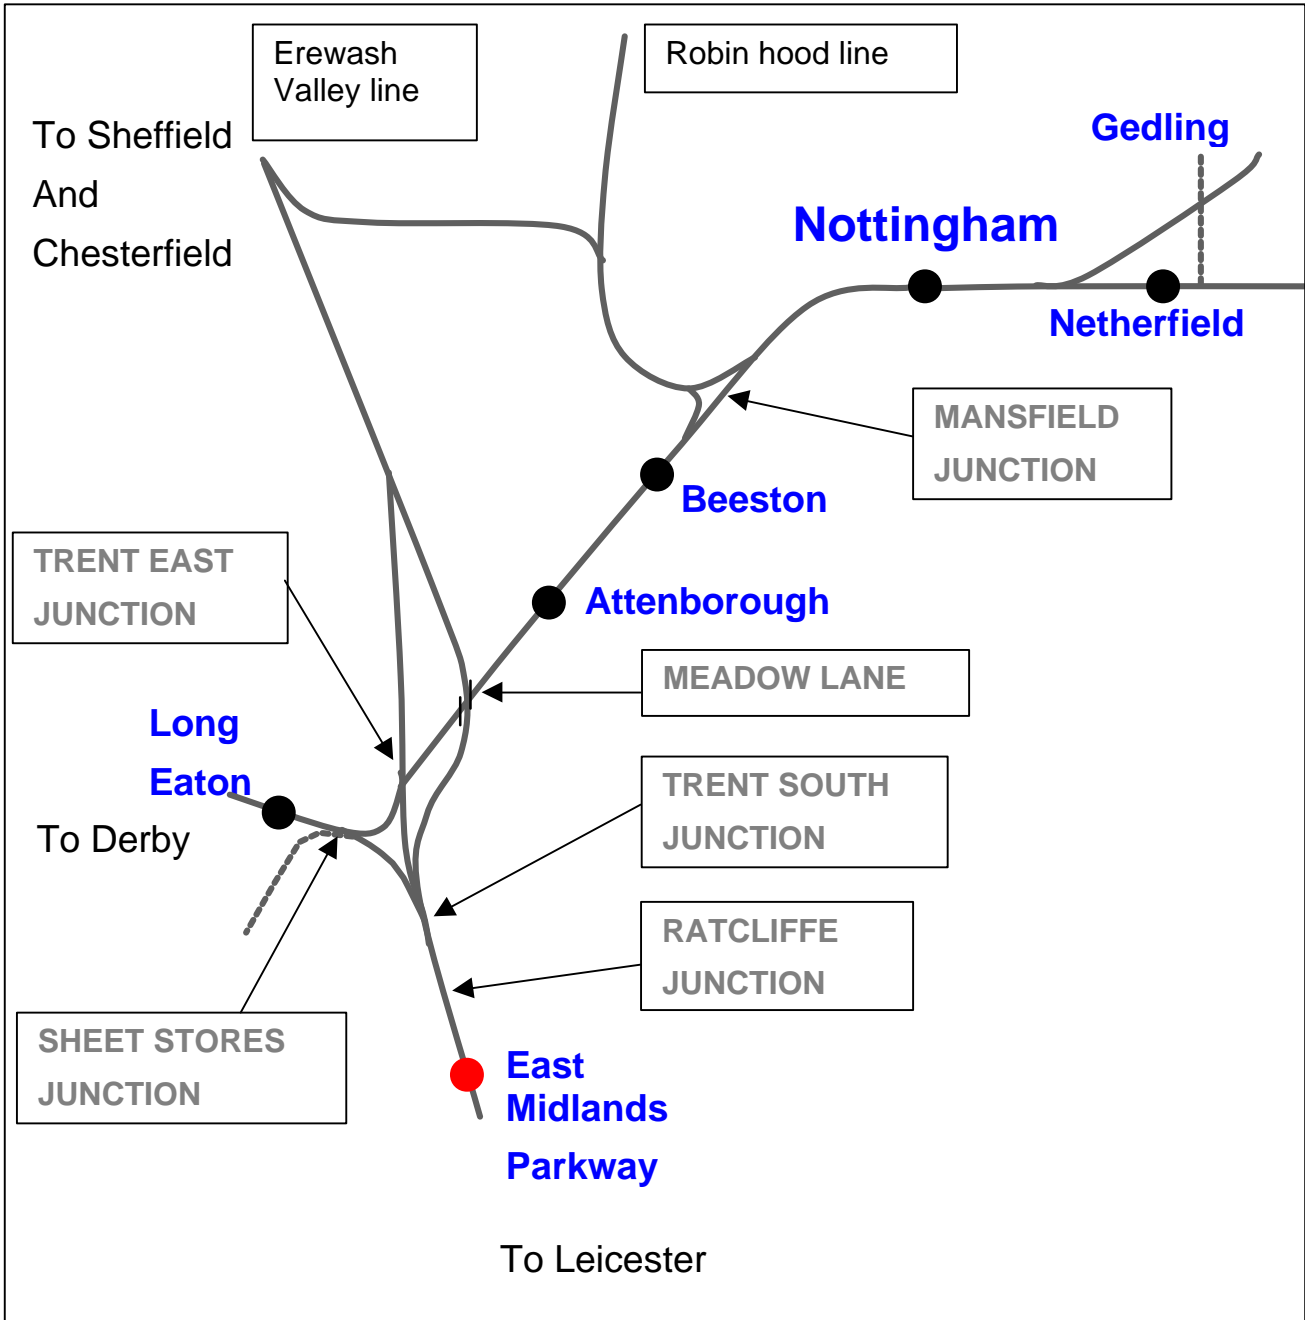 Erewash
Valley line
Robin hood line
To Sheffield
And
Chesterfield
Gedling
Nottingham
Netherfield
MANSFIELD
JUNCTION
Beeston
TRENT EAST
JUNCTION
Attenborough
MEADOW LANE
Long
Eaton
To Derby
TRENT SOUTH
JUNCTION
RATCLIFFE
JUNCTION
SHEET STORES
JUNCTION
East
Midlands
Parkway
To Leicester